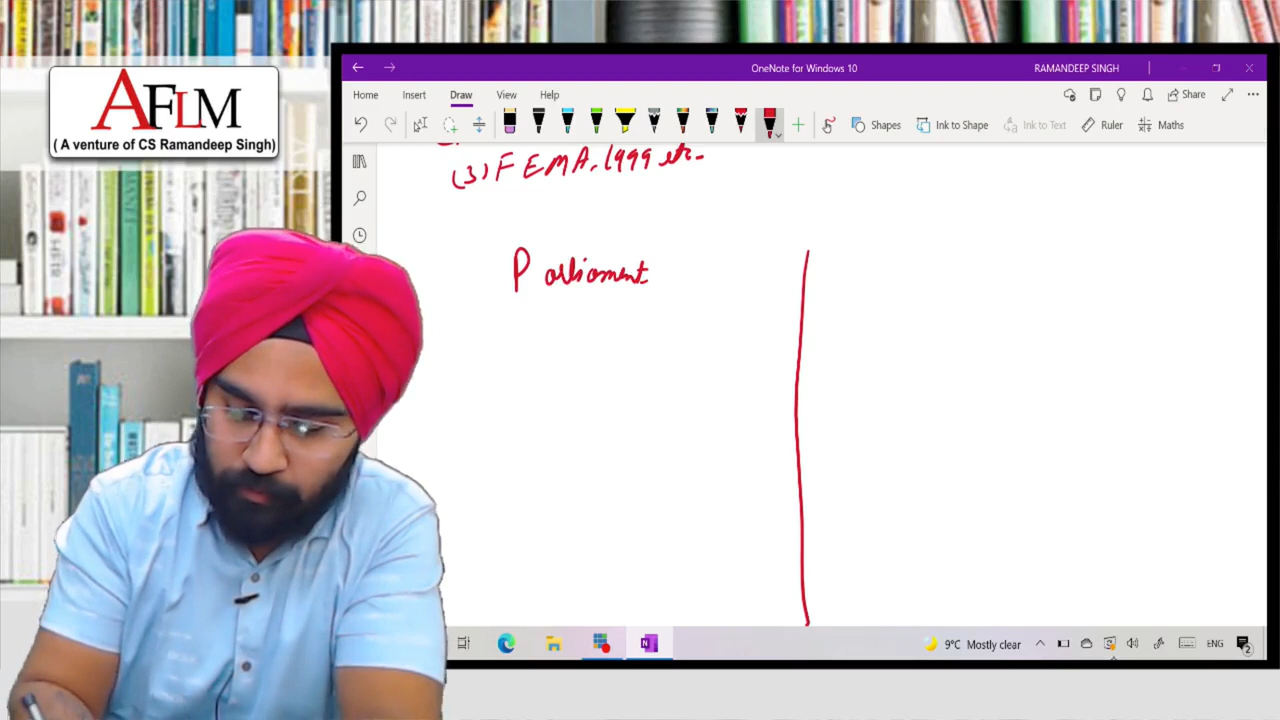 AFLM
( A venture of CS Ramandeep Singh)
OneNote for Windows 10
RAMANDEEP SINGH
Home Insert Draw View Help
Share
Shapes
Ink to Shape
Ink to Text
Ruler
Maths
(3) FEMA, 1999 etc.
Parliament
9°C Mostly clear
ENG
2